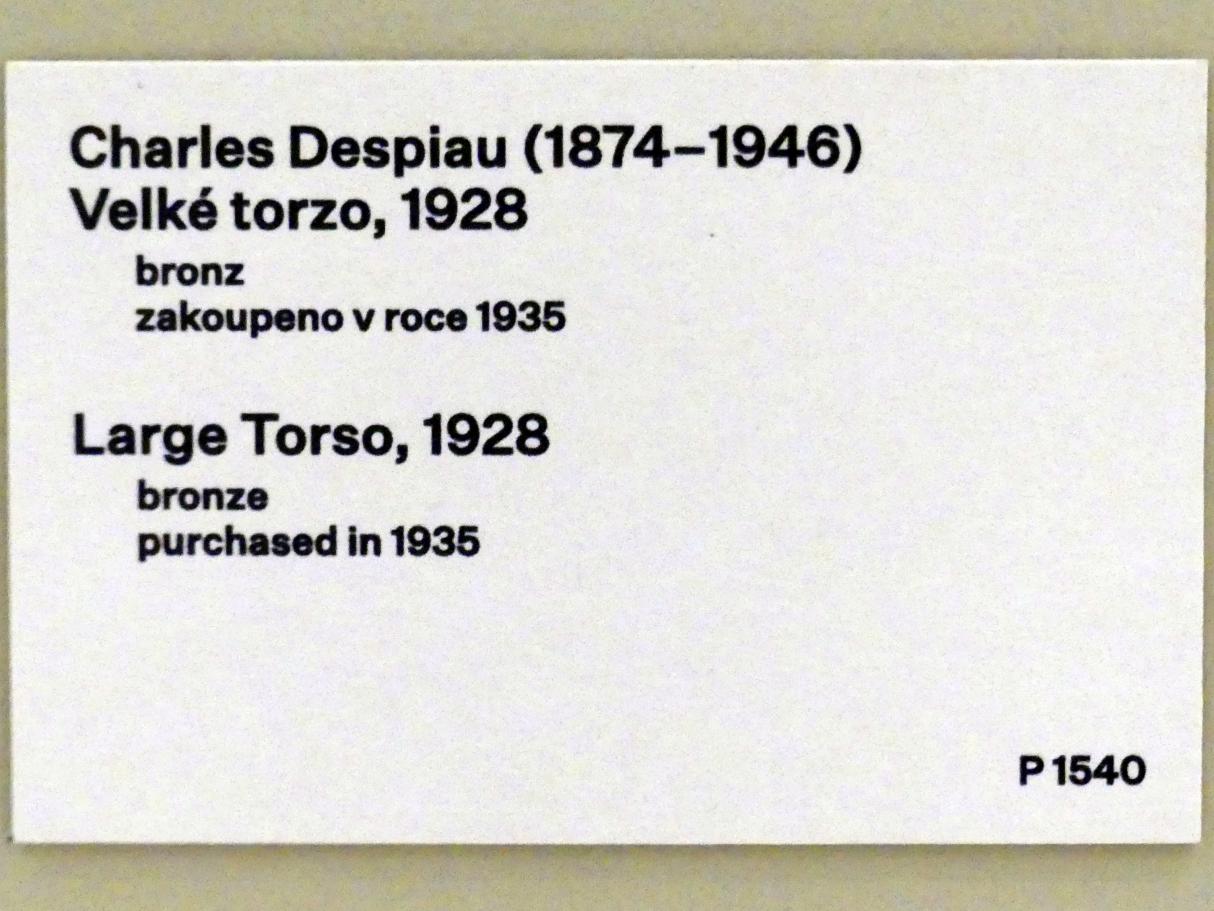 Charles Despiau (1874–1946)
Velké torzo, 1928
bronz
zakoupeno v roce 1935
Large Torso, 1928
bronze
purchased in 1935
P 1540